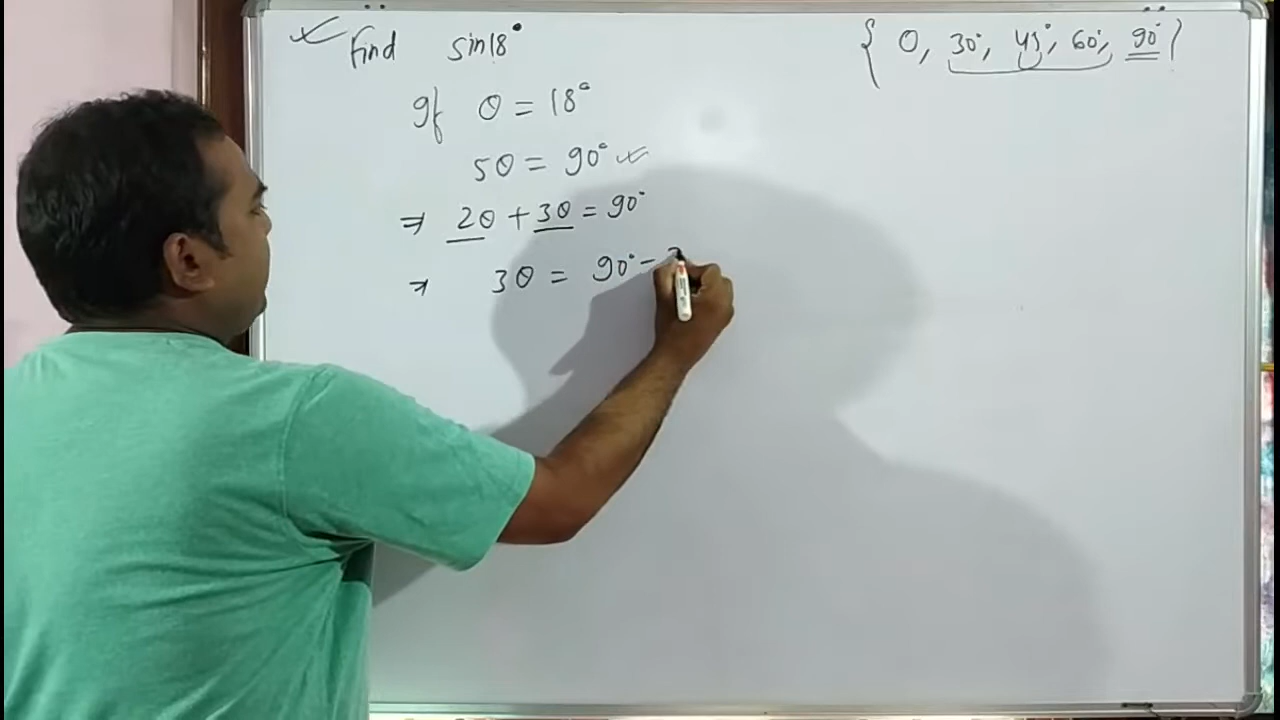 Find sin18°
{ 0, 30°, 45°, 60°, 90° }
If θ = 18°
5θ = 90°
⇒ 2θ + 3θ = 90°
⇒ 3θ = 90° -